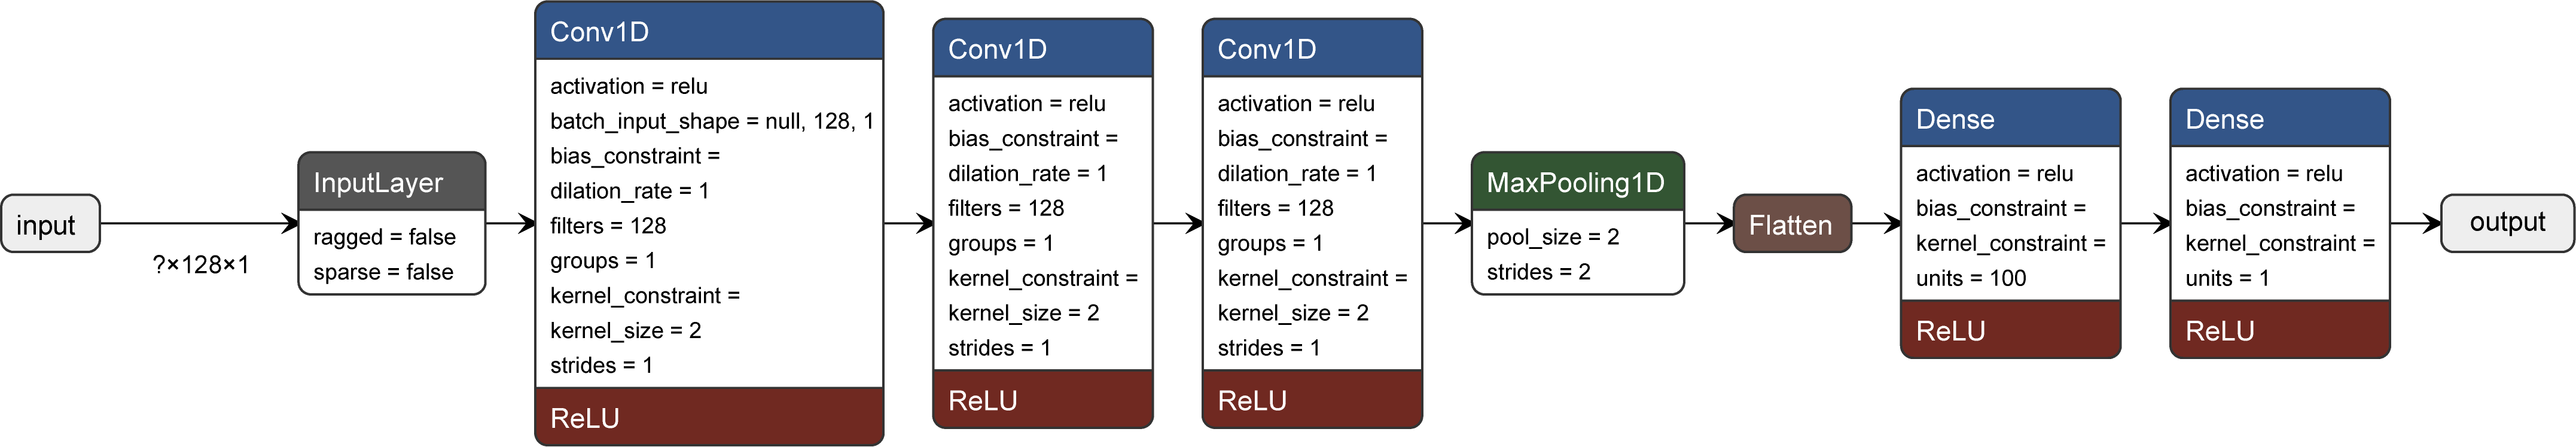 input
?×128×1
InputLayer
ragged = false
sparse = false
Conv1D
activation = relu
batch_input_shape = null, 128, 1
bias_constraint =
dilation_rate = 1
filters = 128
groups = 1
kernel_constraint =
kernel_size = 2
strides = 1
ReLU
Conv1D
activation = relu
bias_constraint =
dilation_rate = 1
filters = 128
groups = 1
kernel_constraint =
kernel_size = 2
strides = 1
ReLU
Conv1D
activation = relu
bias_constraint =
dilation_rate = 1
filters = 128
groups = 1
kernel_constraint =
kernel_size = 2
strides = 1
ReLU
MaxPooling1D
pool_size = 2
strides = 2
Flatten
Dense
activation = relu
bias_constraint =
kernel_constraint =
units = 100
ReLU
Dense
activation = relu
bias_constraint =
kernel_constraint =
units = 1
ReLU
output